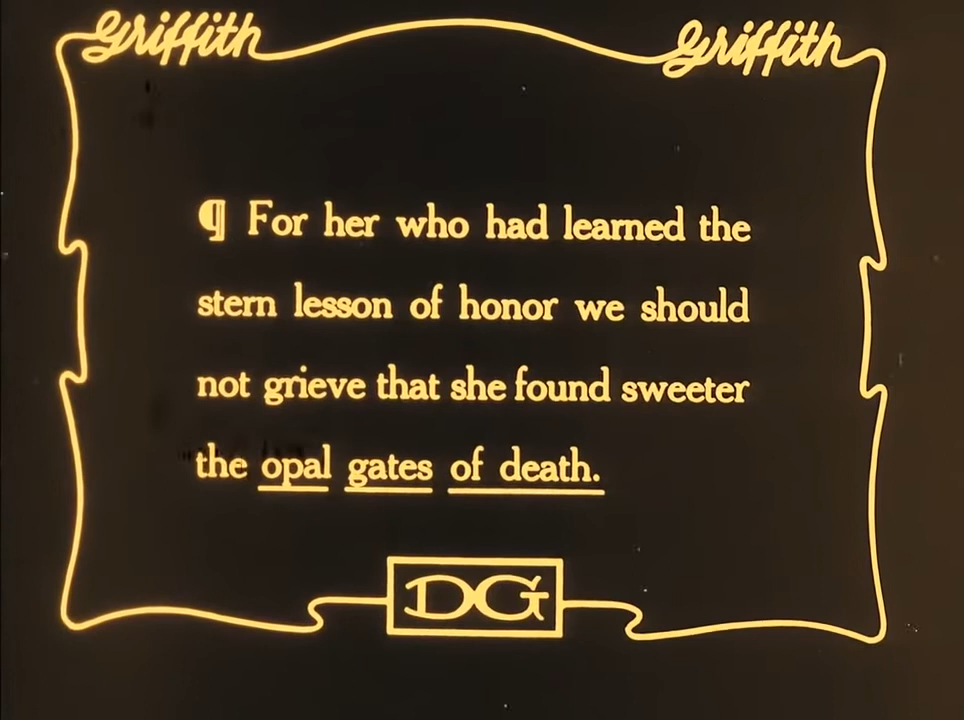 Griffith Griffith
¶ For her who had learned the
stern lesson of honor we should
not grieve that she found sweeter
the opal gates of death.
DG